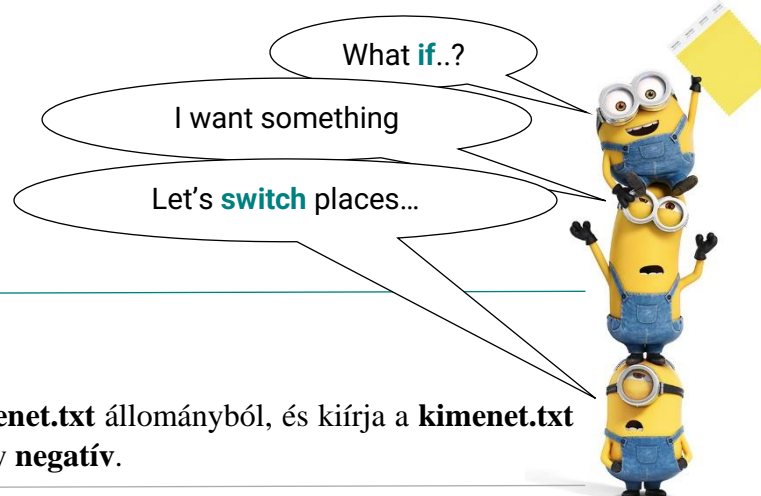 What if..?
I want something
Let's switch places...
enet.txt állományból, és kiírja a kimenet.txt
y negatív.